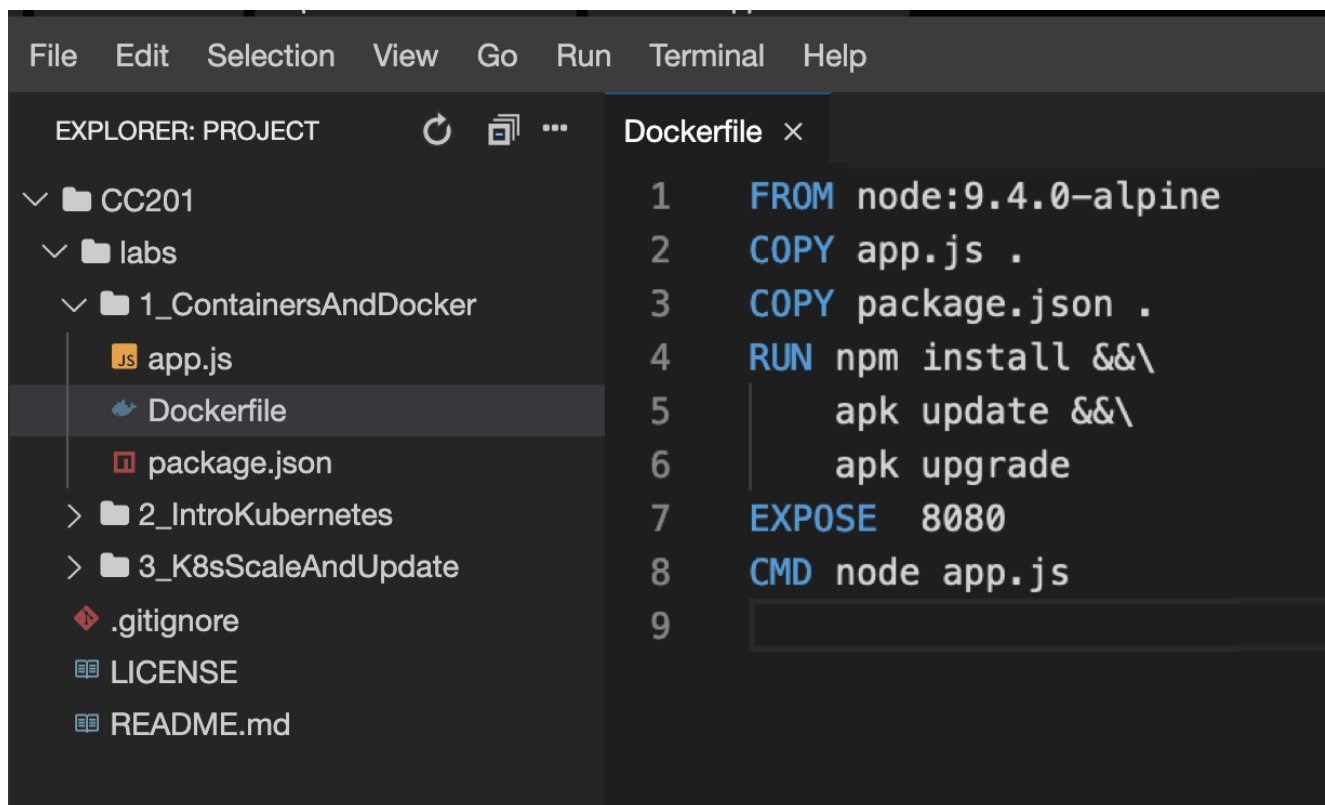 File Edit Selection View Go Run Terminal Help
EXPLORER: PROJECT
CC201
labs
1_ContainersAndDocker
JS app.js
Dockerfile
package.json
2_IntroKubernetes
3_K8sScaleAndUpdate
.gitignore
LICENSE
README.md
Dockerfile ×
1 FROM node:9.4.0-alpine
2 COPY app.js .
3 COPY package.json .
4 RUN npm install &&\
5 apk update &&\
6 apk upgrade
7 EXPOSE  8080
8 CMD node app.js
9